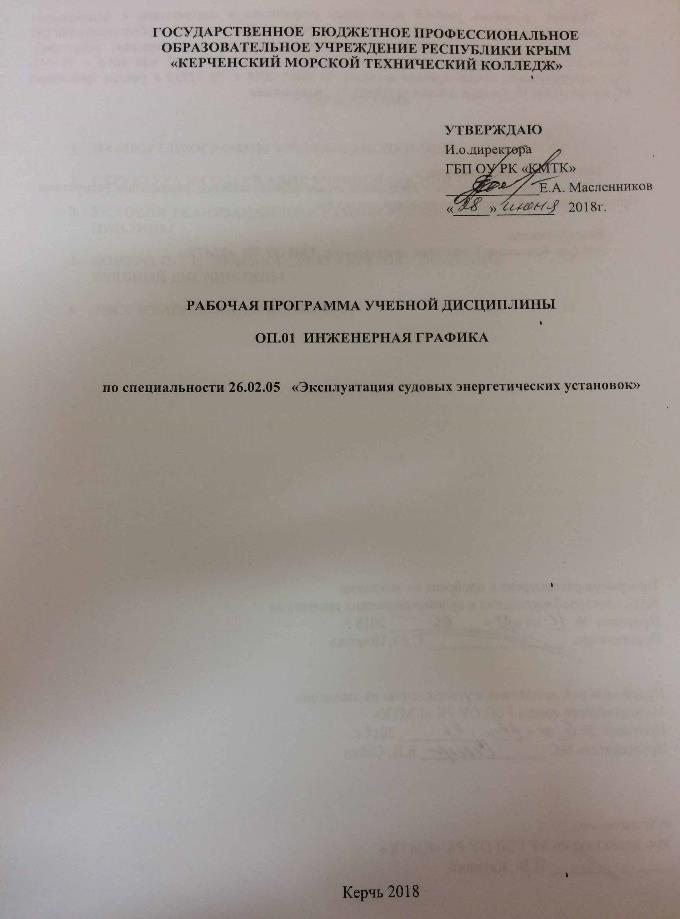 ГОСУДАРСТВЕННОЕ БЮДЖЕТНОЕ ПРОФЕССИОНАЛЬНОЕ
ОБРАЗОВАТЕЛЬНОЕ УЧРЕЖДЕНИЕ РЕСПУБЛИКИ КРЫМ
«КЕРЧЕНСКИЙ МОРСКОЙ ТЕХНИЧЕСКИЙ КОЛЛЕДЖ»
УТВЕРЖДАЮ
И.о.директора
ГБП ОУ РК «КМТК»
Е.А. Масленников
«28» июня 2018г.
РАБОЧАЯ ПРОГРАММА УЧЕБНОЙ ДИСЦИПЛИНЫ
ОП.01 ИНЖЕНЕРНАЯ ГРАФИКА
по специальности 26.02.05 «Эксплуатация судовых энергетических установок»
Керчь 2018